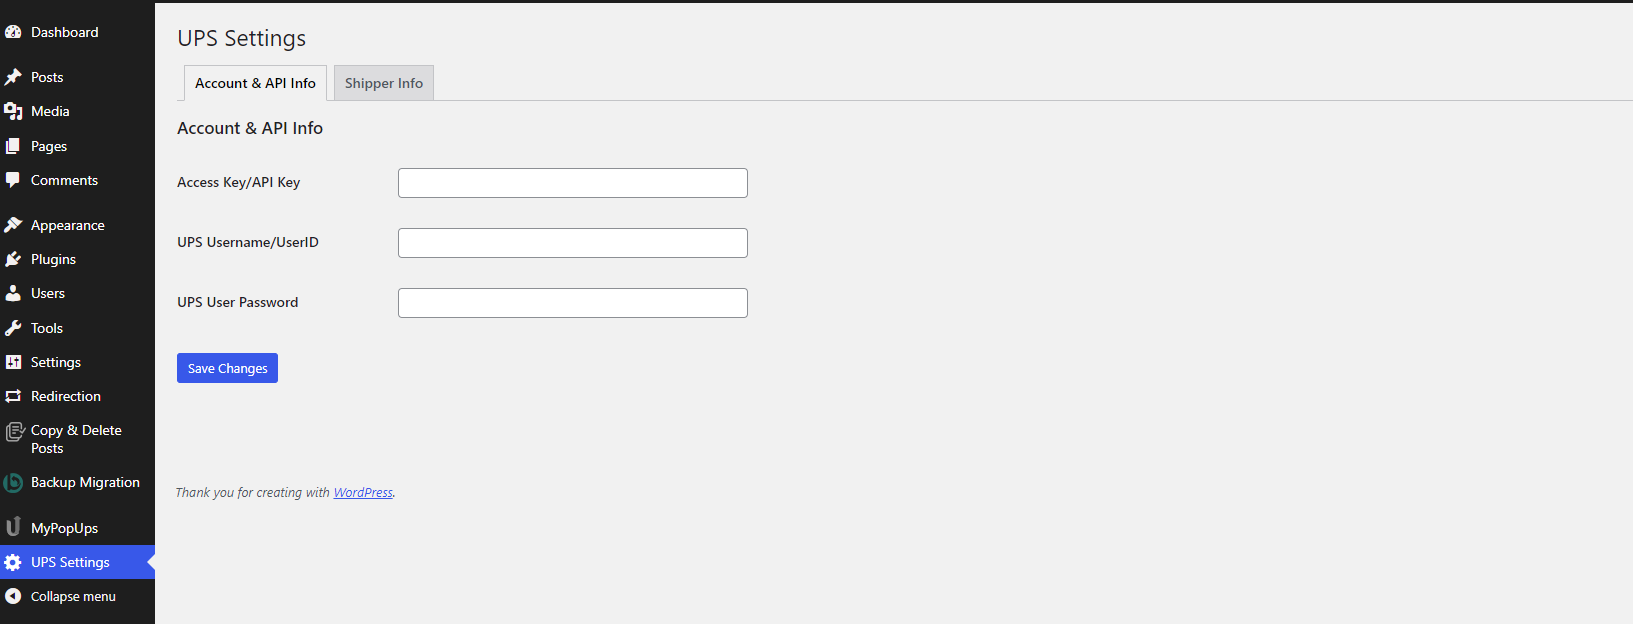 Dashboard
Posts
Media
Pages
Comments
Appearance
Plugins
Users
Tools
Settings
Redirection
Copy & Delete
Posts
Backup Migration
MyPopUps
UPS Settings
Collapse menu
UPS Settings
Account & API Info
Shipper Info
Account & API Info
Access Key/API Key
UPS Username/UserID
UPS User Password
Save Changes
Thank you for creating with WordPress.